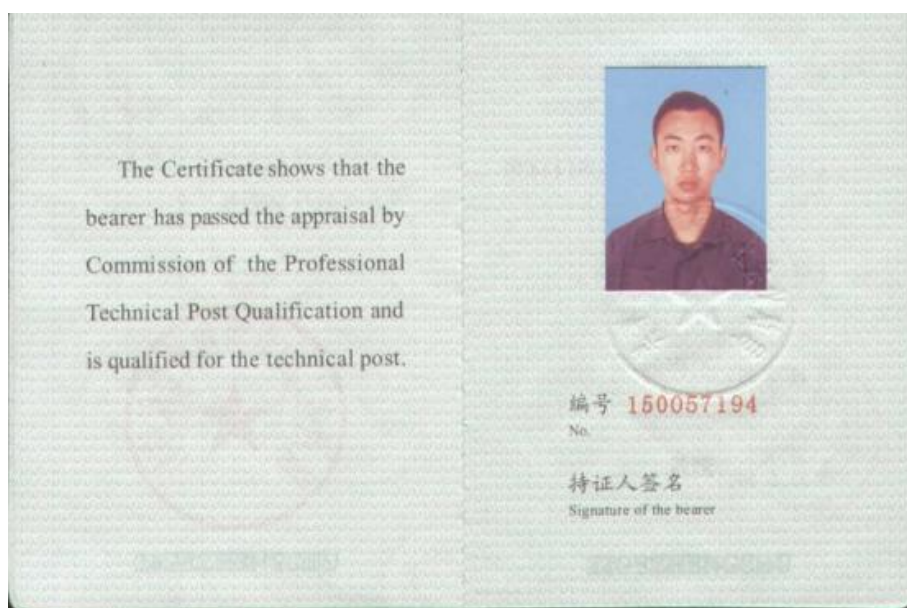 The Certificate shows that the
bearer has passed the appraisal by
Commission of the Professional
Technical Post Qualification and
is qualified for the technical post.
编号 150057194
No.
持证人签名
Signature of the bearer